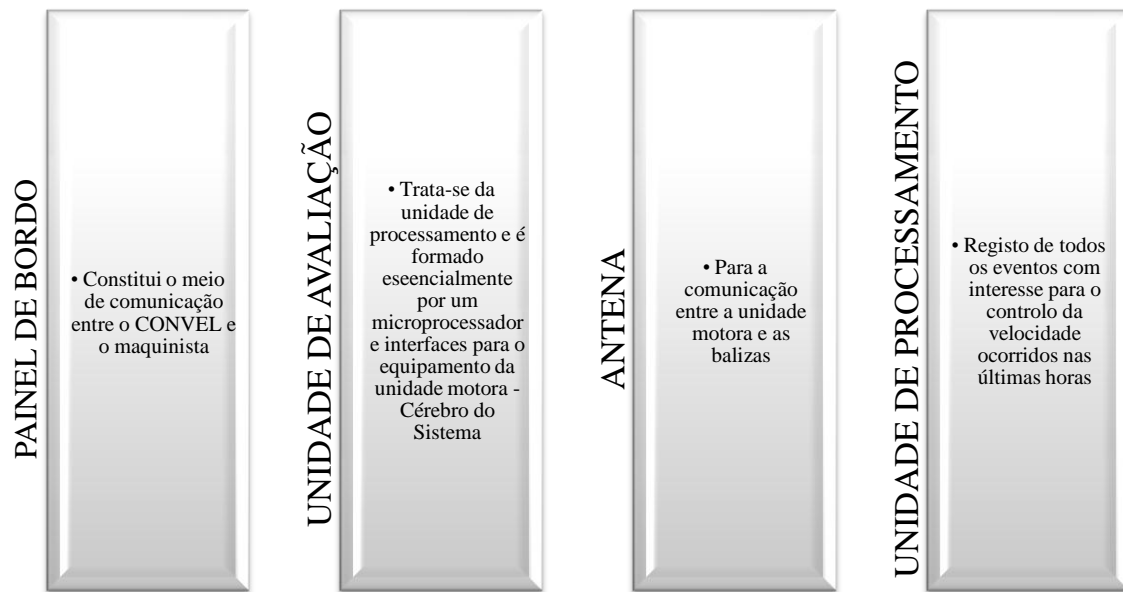 PAINEL DE BORDO
• Constitui o meio
de comunicação
entre o CONVEL e
o maquinista
UNIDADE DE AVALIAÇÃO
• Trata-se da
unidade de
processamento e é
formado
eseencialmente
por um
microprocessador
e interfaces para o
equipamento da
unidade motora -
Cérebro do
Sistema
ANTENA
• Para a
comunicação
entre a unidade
motora e as
balizas
UNIDADE DE PROCESSAMENTO
• Registo de todos
os eventos com
interesse para o
controlo da
velocidade
ocorridos nas
últimas horas